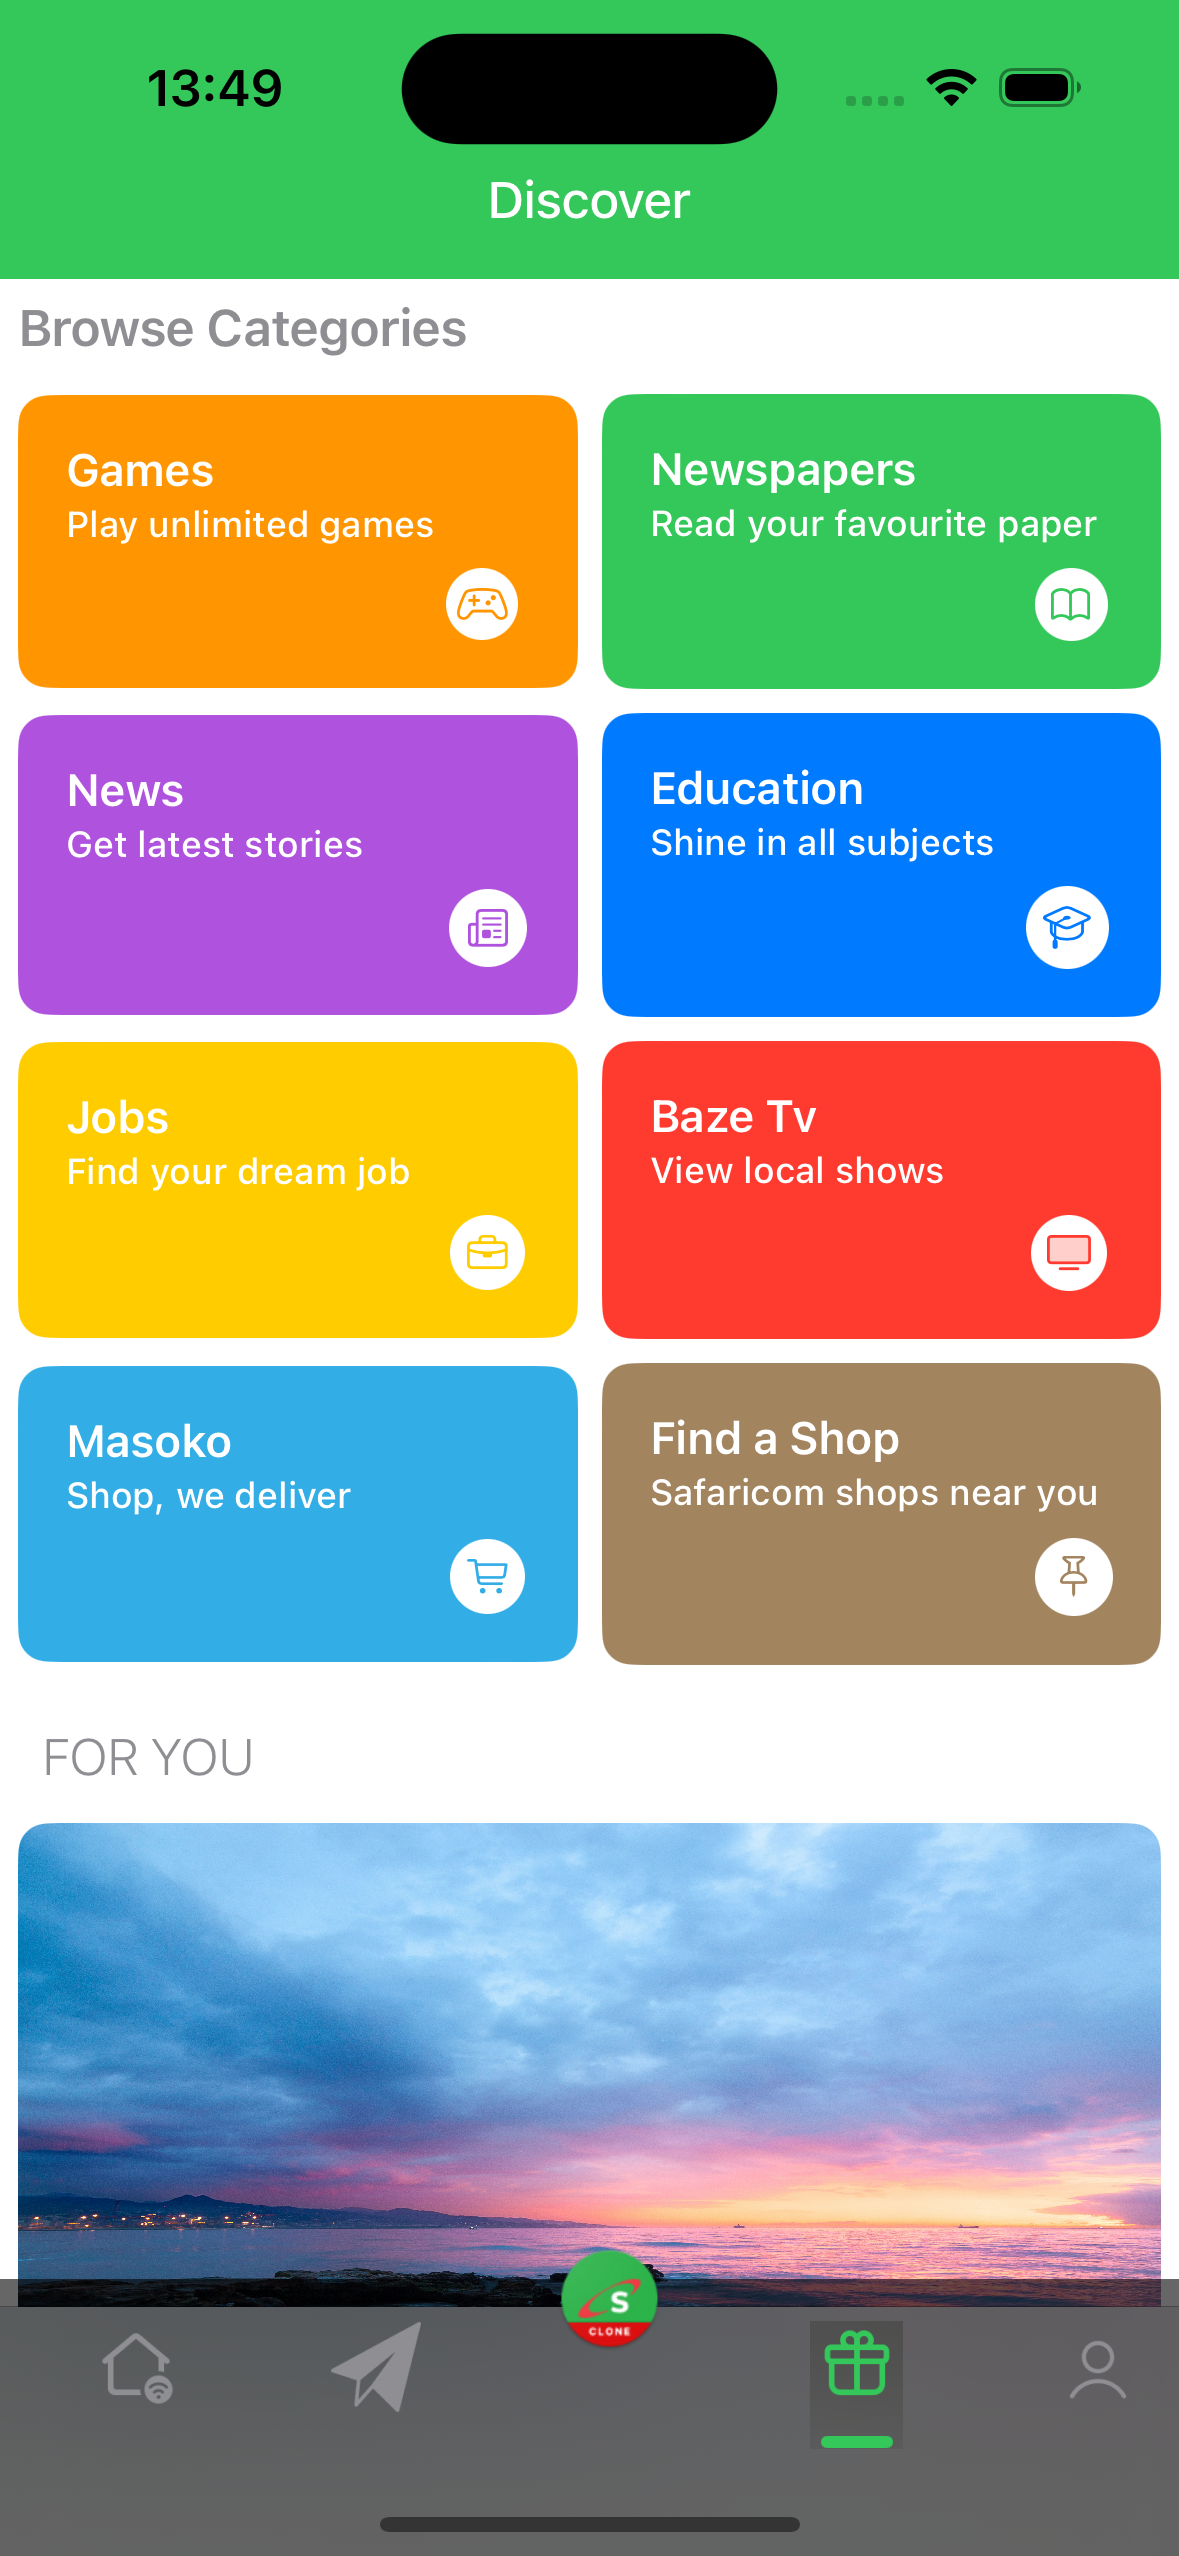 13:49
Discover
Browse Categories
Games
Play unlimited games
Newspapers
Read your favourite paper
News
Get latest stories
Education
Shine in all subjects
Jobs
Find your dream job
Baze Tv
View local shows
Masoko
Shop, we deliver
Find a Shop
Safaricom shops near you
FOR YOU
S
CLONE